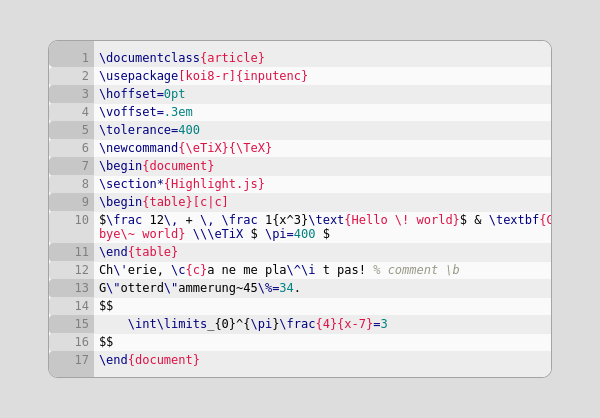 1 \documentclass{article}
2 \usepackage[koi8-r]{inputenc}
3 \hoffset=0pt
4 \voffset=.3em
5 \tolerance=400
6 \newcommand{\eTiX}{\TeX}
7 \begin{document}
8 \section*{Highlight.js}
9 \begin{table}[c|c]
10 $\frac 12\, + \, \frac 1{x^3}\text{Hello \! world}$ & \textbf{
bye\~ world} \\\eTiX $ \pi=400 $
11 \end{table}
12 Ch\'erie, \c{c}a ne me pla\^\i t pas! % comment \b
13 G\"otterd\"ammerung~45\%=34.
14 $$
15     \int\limits_{0}^{\pi}\frac{4}{x-7}=3
16 $$
17 \end{document}